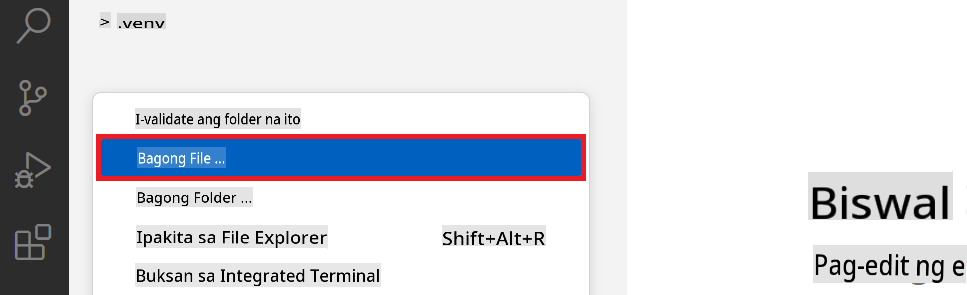 > .venv
I-validate ang folder na ito
Bagong File ...
Bagong Folder ...
Ipakita sa File Explorer Shift+Alt+R
Buksan sa Integrated Terminal
Biswal
Pag-edit ng e